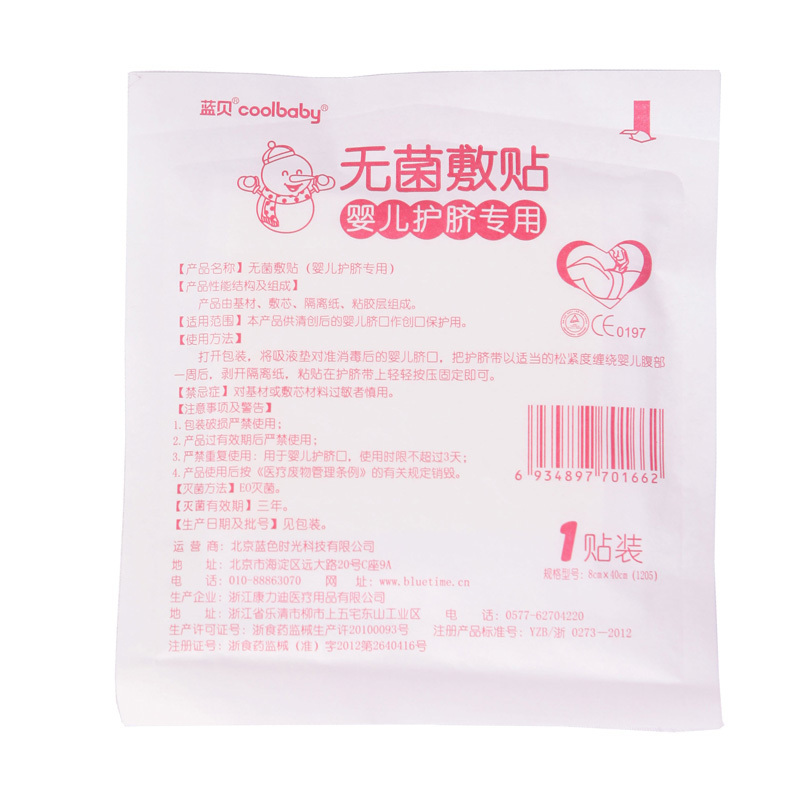 蓝贝®coolbaby®
无菌敷贴
婴儿护脐专用
【产品名称】无菌敷贴(婴儿护脐专用)
【产品性能结构及组成】
产品由基材、敷芯、隔离纸、粘胶层组成。
【适用范围】本产品供清创后的婴儿脐口作创口保护用。
【使用方法】
打开包装,将吸液垫对准消毒后的婴儿脐口,把护脐带以适当的松紧度缠绕婴儿腹部
一周后,剥开隔离纸,粘贴在护脐带上轻轻按压固定即可。
【禁忌症】对基材或敷芯材料过敏者慎用。
【注意事项及警告】
1.包装破损严禁使用;
2.产品过有效期后严禁使用;
3.严禁重复使用:用于婴儿护脐口,使用时限不超过3天;
4.产品使用后按《医疗废物管理条例》的有关规定销毁。
【灭菌方法】EO灭菌。
【灭菌有效期】三年。
【生产日期及批号】见包装。
CE0197
6 934897 701662
1贴装
规格型号:8cm×40cm(1205)
运营商:北京蓝色时光科技有限公司
地址:北京市海淀区远大路20号C座9A
电话:010-88863070 网址:www.bluetime.cn
生产企业:浙江康力迪医疗用品有限公司
地址:浙江省乐清市柳市上五宅东山工业区 电话:0577-62704220
生产许可证号:浙食药监械生产许20100093号 注册产品标准号:YZB/浙 0273-2012
注册证号:浙食药监械(准)字2012第2640416号